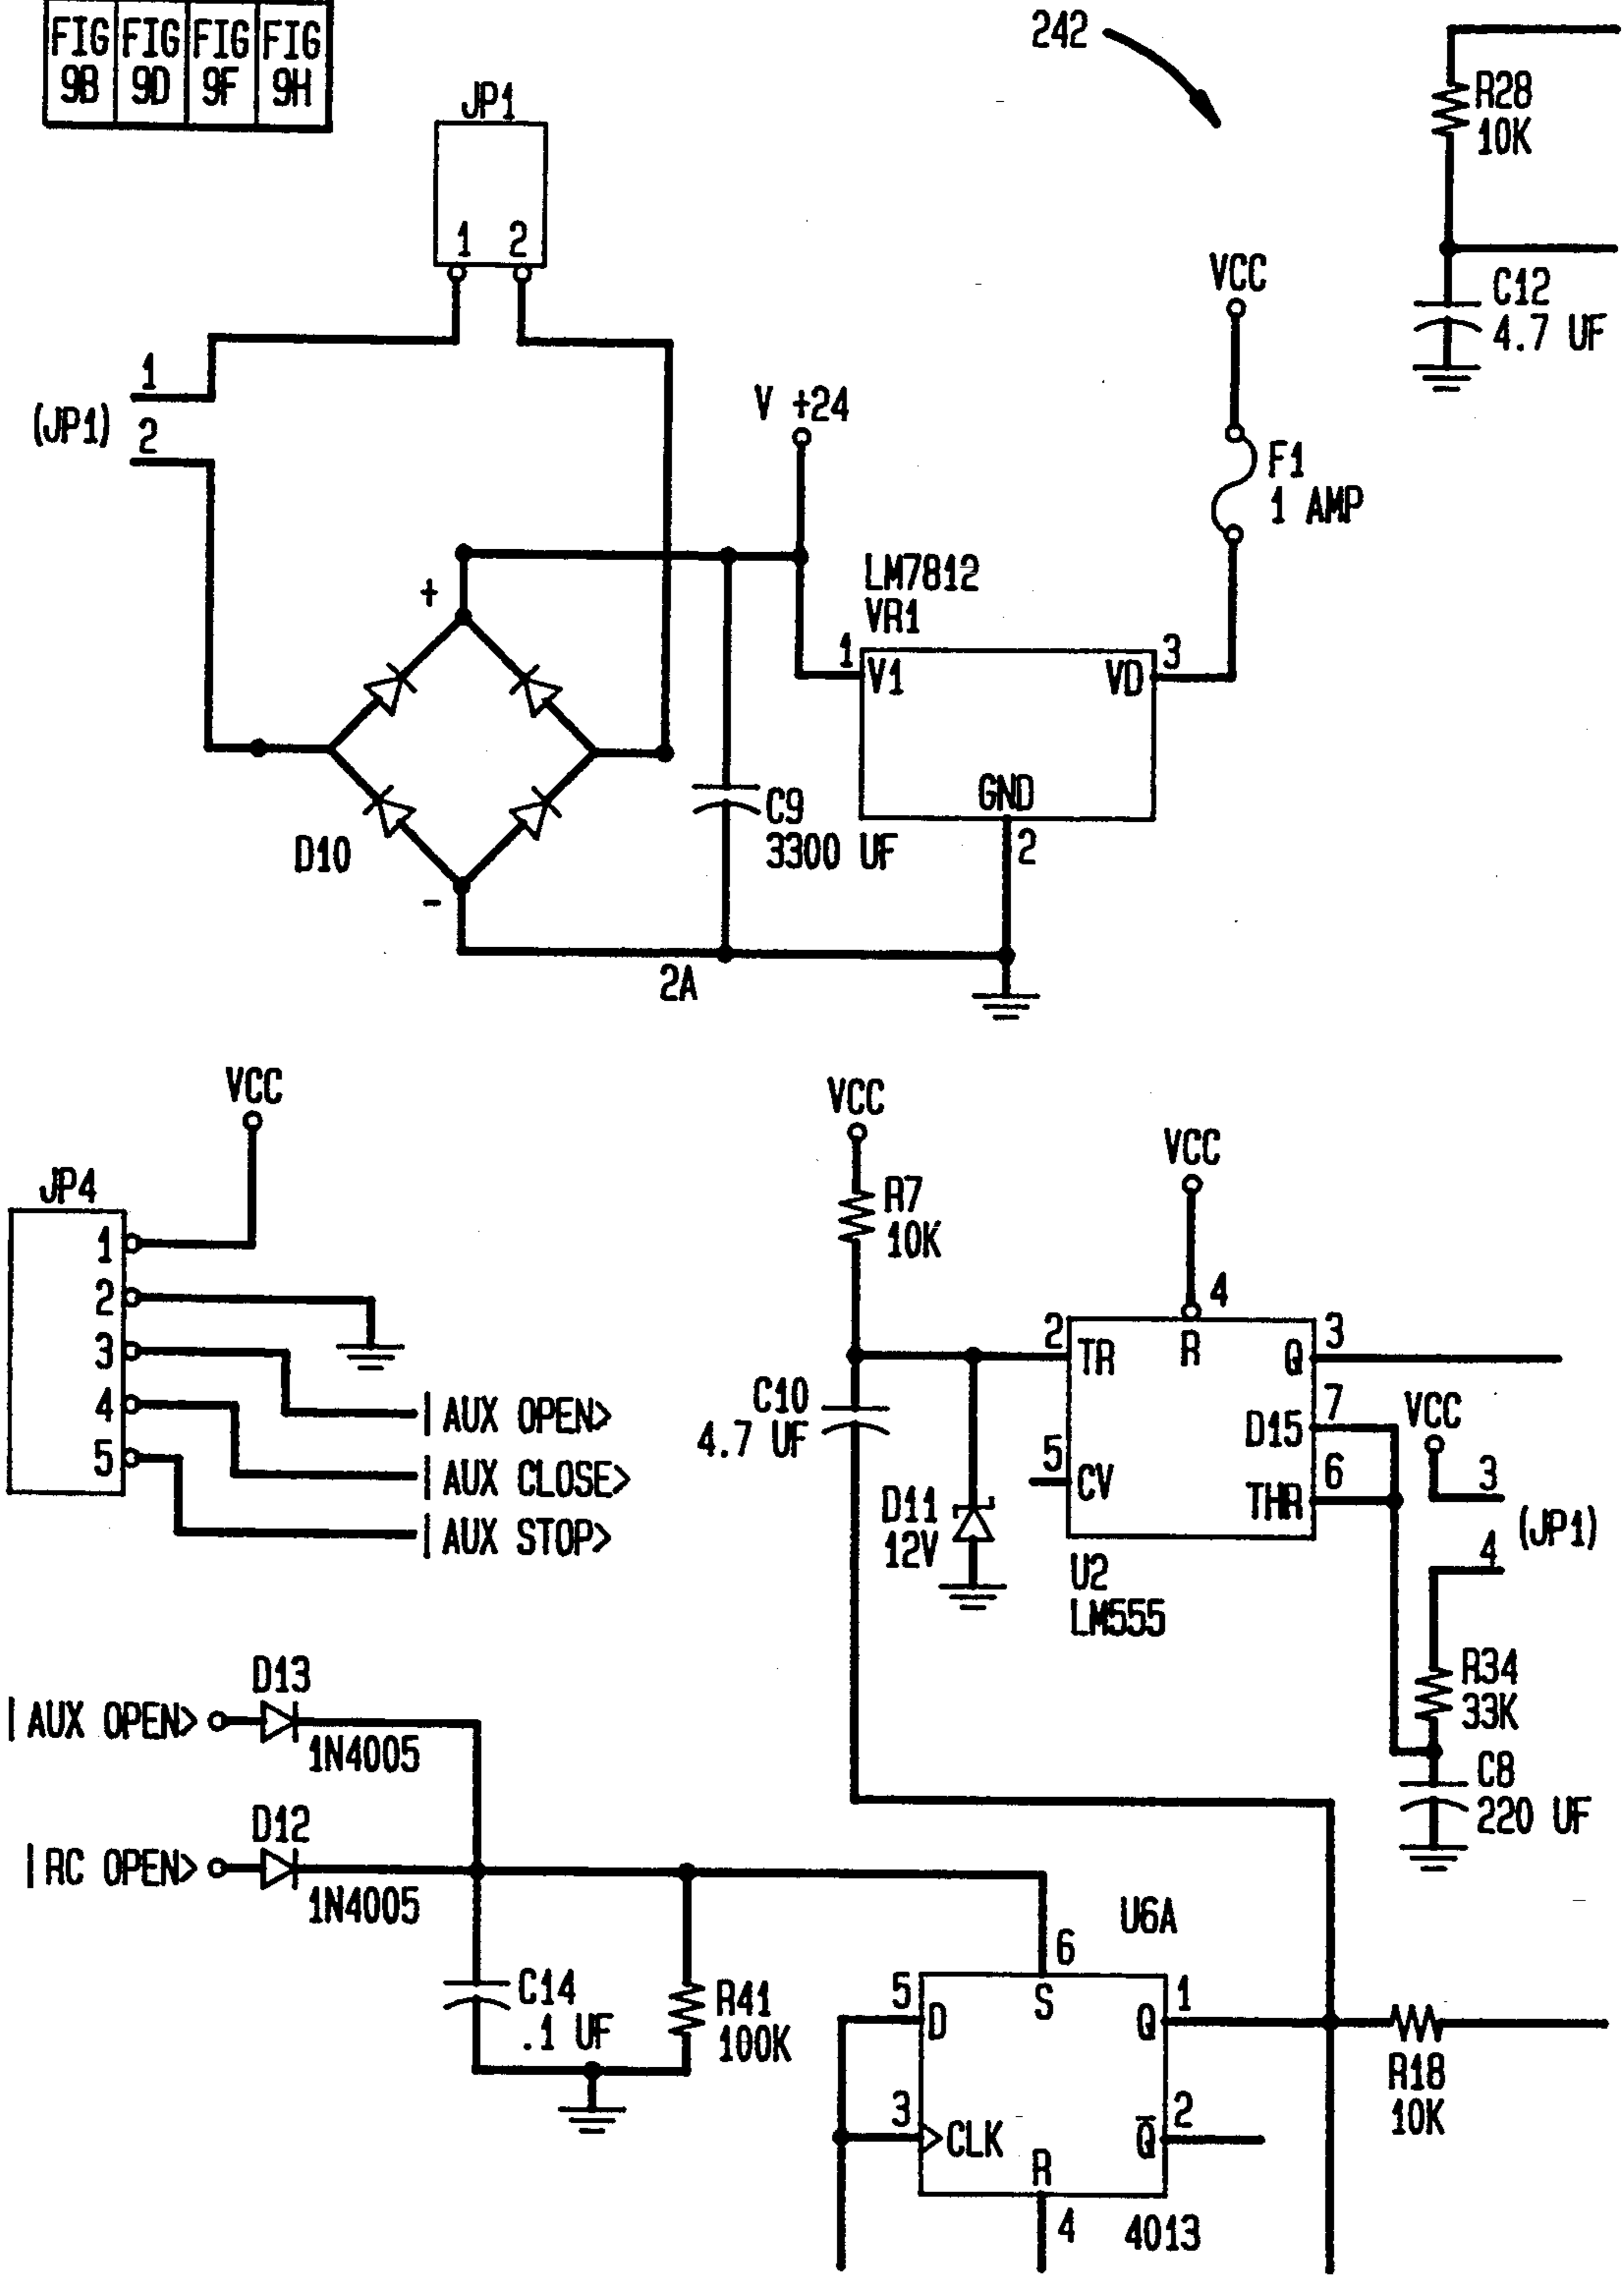 FIG 9B FIG 9D FIG 9F FIG 9H
242
R28
10K
C12
4.7 UF
JP1
1 2
1
(JP1)
2
V +24
VCC
F1
1 AMP
LM7812
VR1
1 V1 VD 3
GND
2
+
-
D10
C9
3300 UF
2A
VCC
JP4
1
2
3
4
5
|AUX OPEN>
|AUX CLOSE>
|AUX STOP>
VCC
R7
10K
VCC
4
2 TR R Q 3
C10
4.7 UF
7
D15
VCC
5 CV
6
THR
3
(JP1)
4
D11
12V
U2
LM555
R34
33K
C8
220 UF
D13
|AUX OPEN>
1N4005
D12
|RC OPEN>
1N4005
C14
.1 UF
R41
100K
U6A
6
5 D S Q 1
R18
10K
3 CLK Q̅ 2
R
4
4013